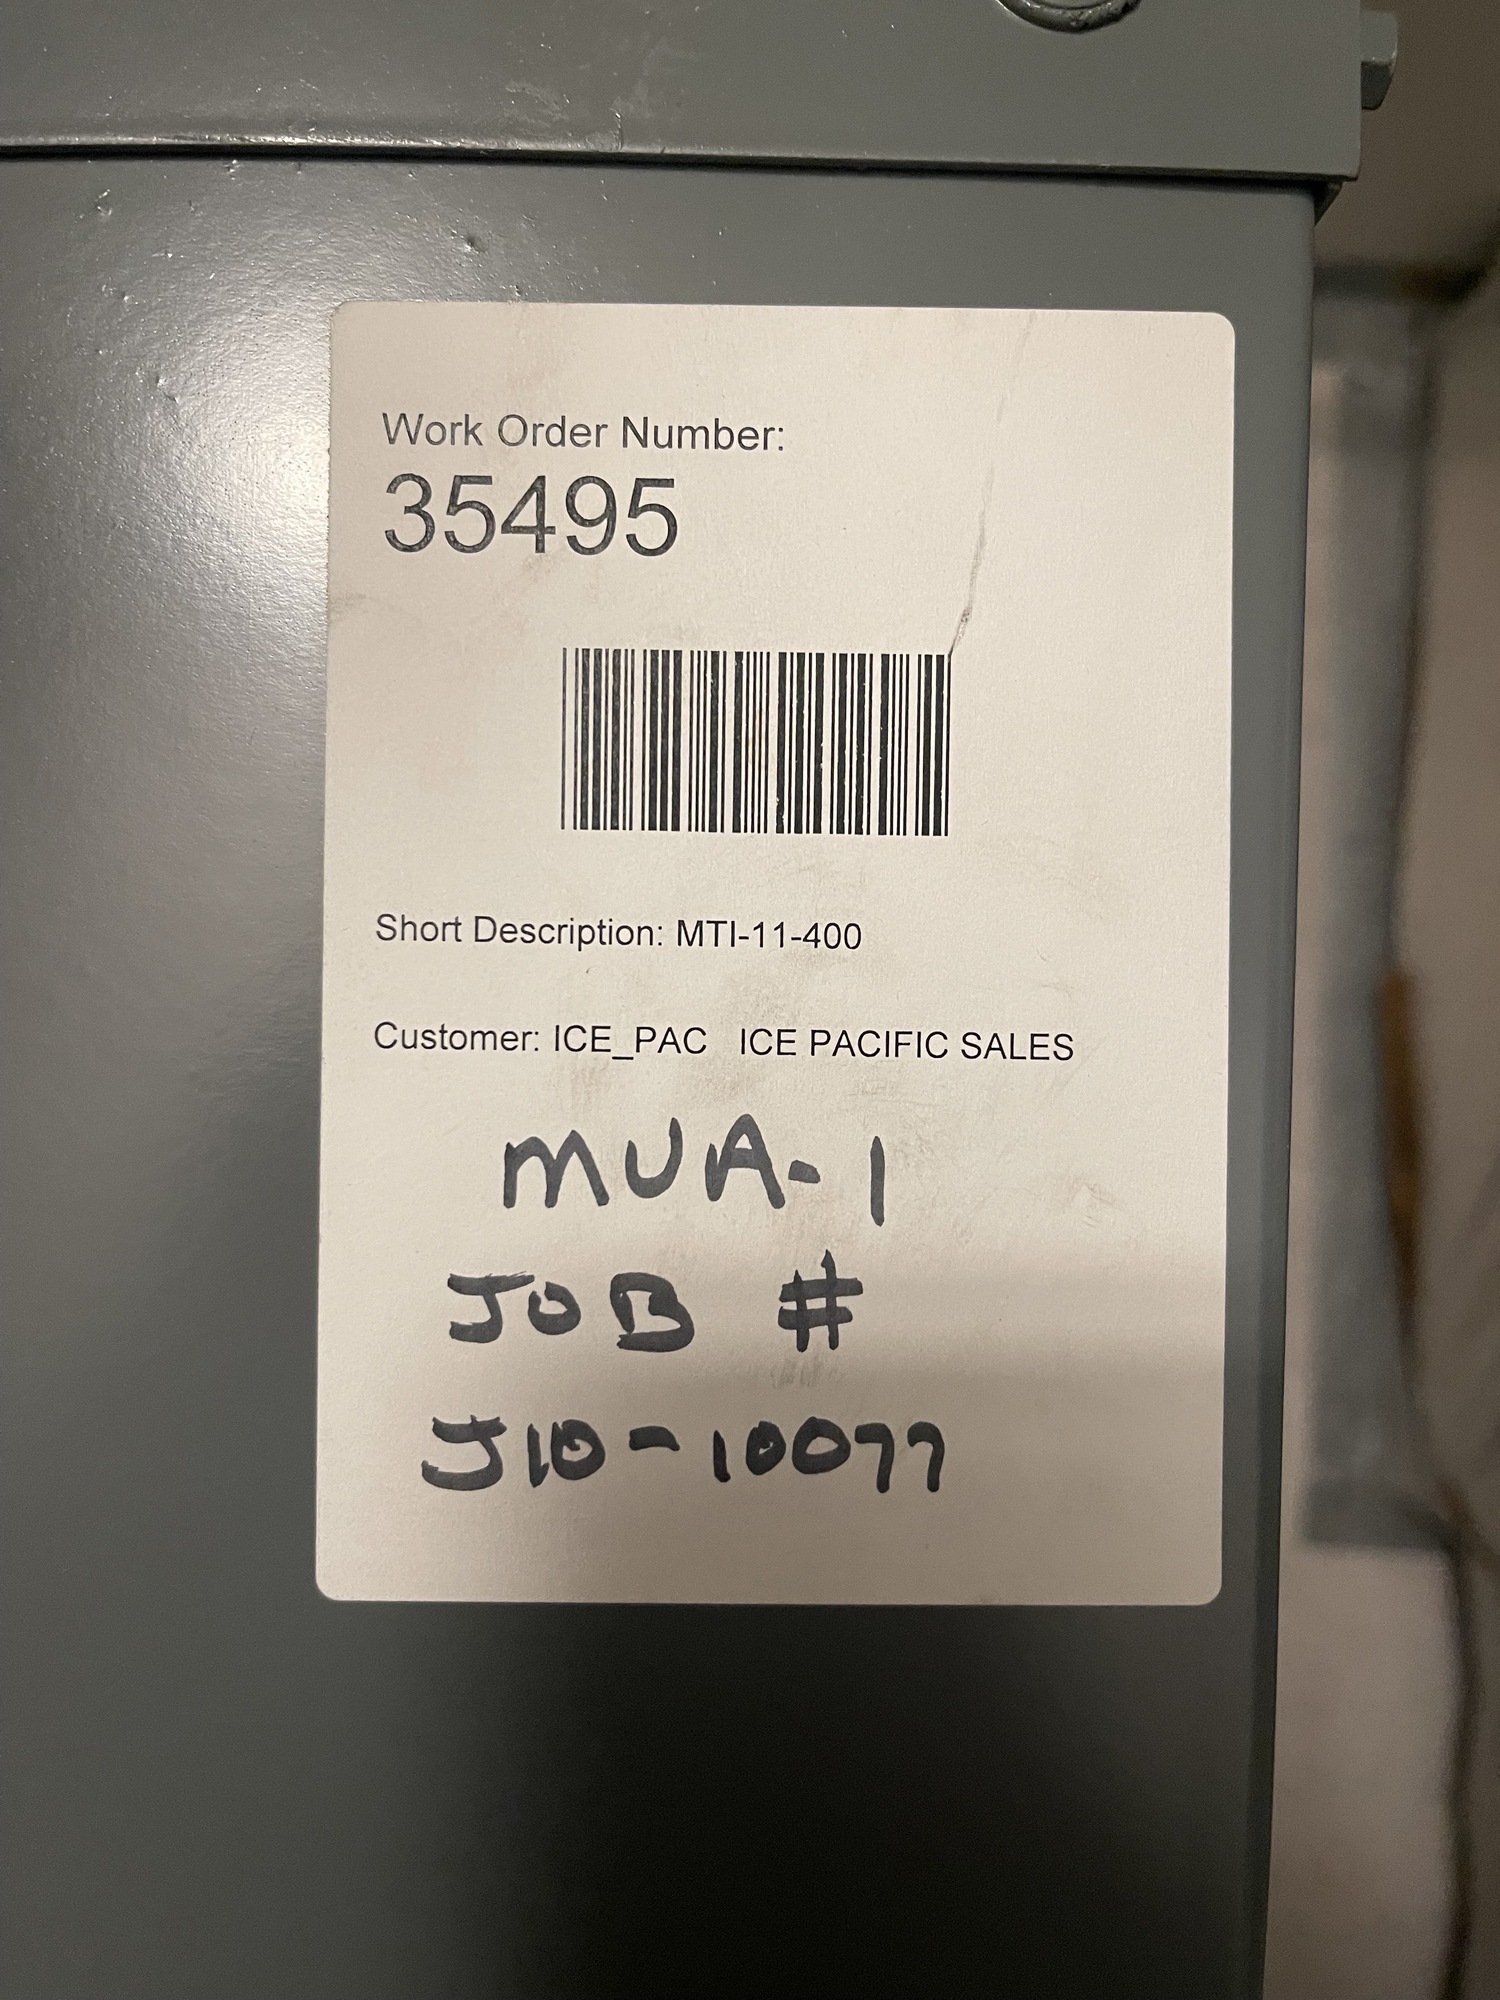 Work Order Number:
35495
Short Description: MTI-11-400
Customer: ICE_PAC ICE PACIFIC SALES
MUA-1
JOB #
J10-10077